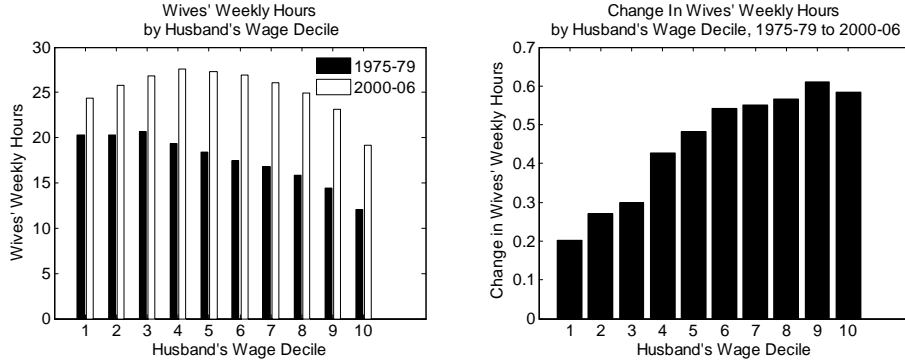 Wives' Weekly Hours
by Husband's Wage Decile
30
25
20
15
10
5
0
Wives' Weekly Hours
1975-79
2000-06
1 2 3 4 5 6 7 8 9 10
Husband's Wage Decile
Change In Wives' Weekly Hours
by Husband's Wage Decile, 1975-79 to 2000-06
0.7
0.6
0.5
0.4
0.3
0.2
0.1
0
Change in Wives' Weekly Hours
1 2 3 4 5 6 7 8 9 10
Husband's Wage Decile